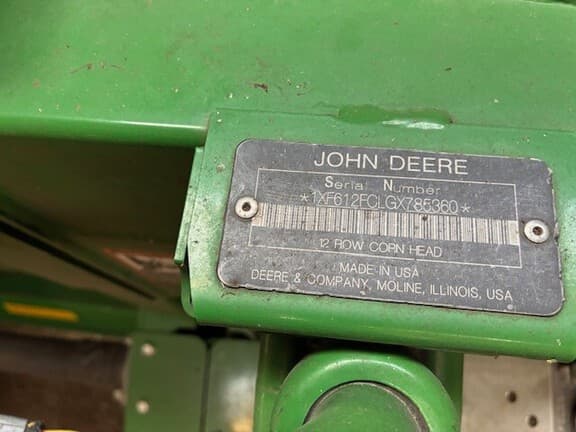 JOHN DEERE
Serial Number
*1XF612FCLGX785360*
12 ROW CORN HEAD
MADE IN USA
DEERE & COMPANY, MOLINE, ILLINOIS, USA